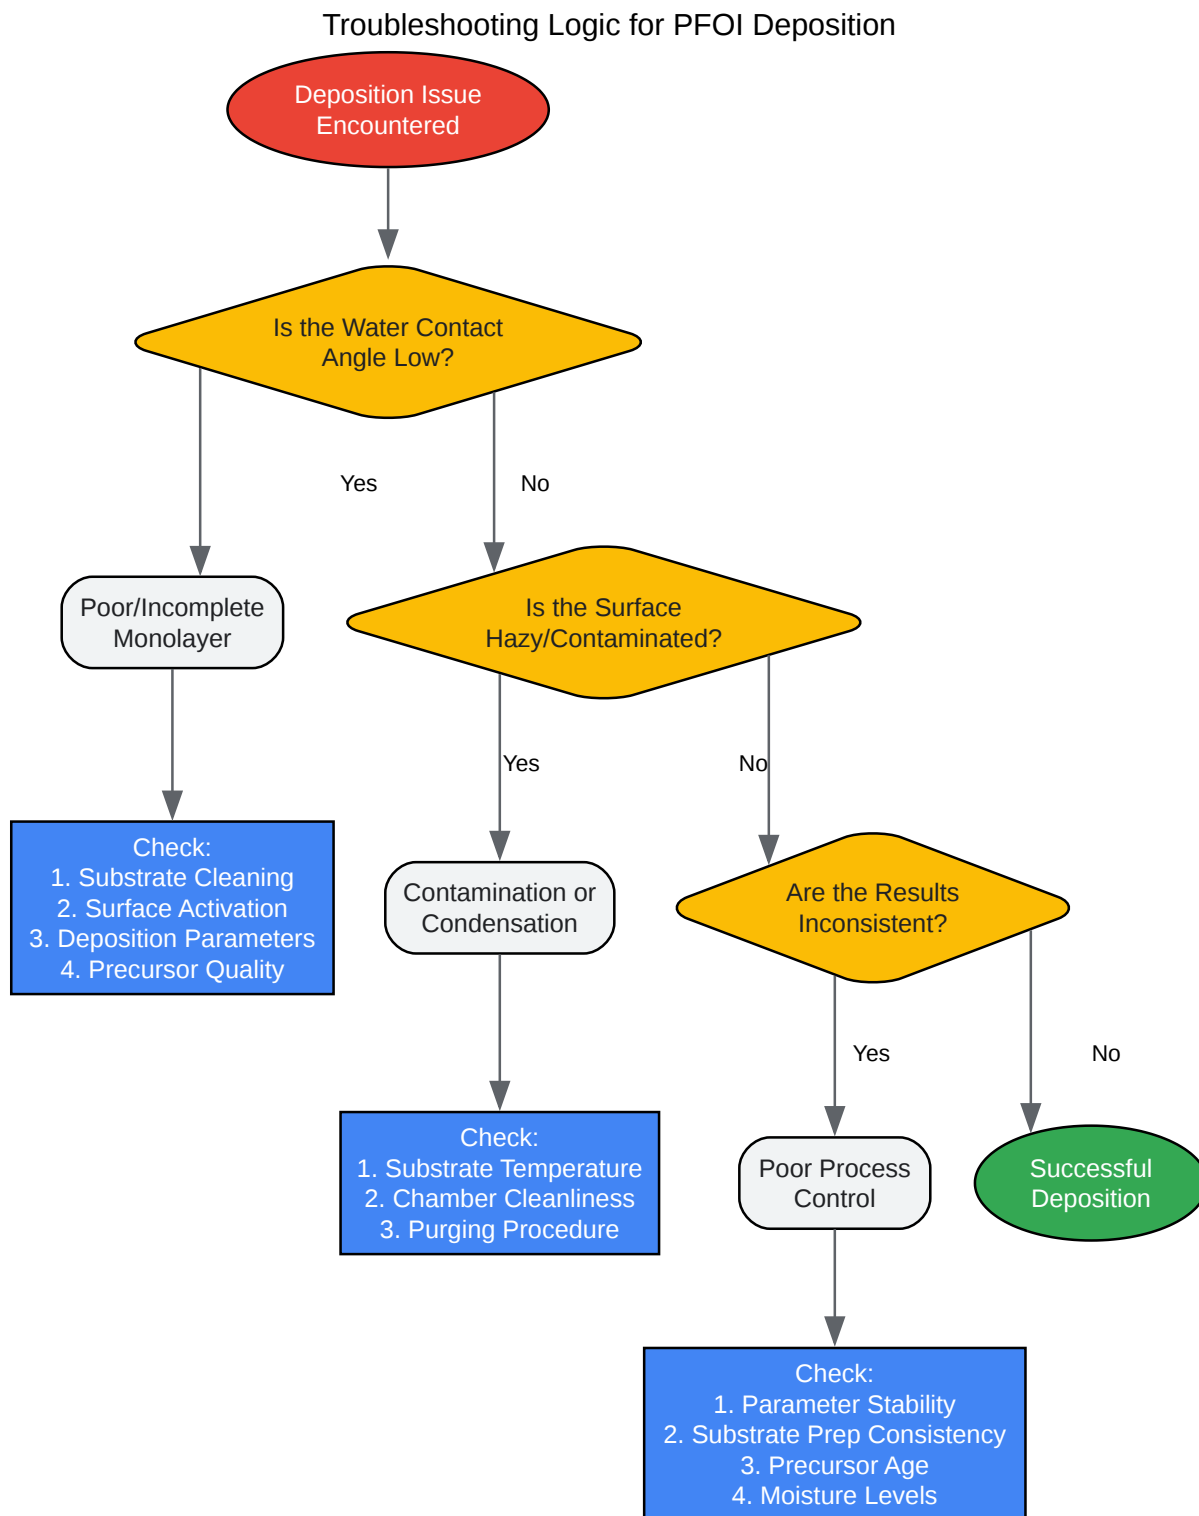 Troubleshooting Logic for PFOI Deposition
Deposition Issue
Encountered
Is the Water Contact
Angle Low?
Yes
No
Poor/Incomplete
Monolayer
Is the Surface
Hazy/Contaminated?
Yes
No
Check:
1. Substrate Cleaning
2. Surface Activation
3. Deposition Parameters
4. Precursor Quality
Contamination or
Condensation
Are the Results
Inconsistent?
Yes
No
Check:
1. Substrate Temperature
2. Chamber Cleanliness
3. Purging Procedure
Poor Process
Control
Successful
Deposition
Check:
1. Parameter Stability
2. Substrate Prep Consistency
3. Precursor Age
4. Moisture Levels